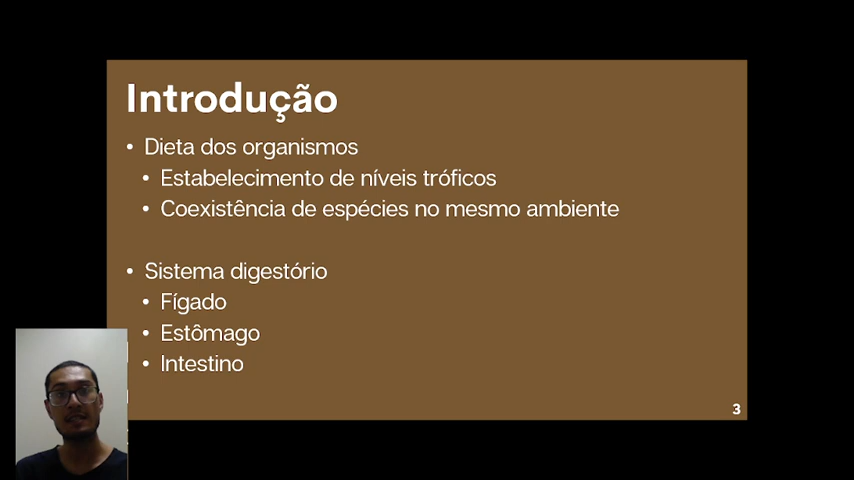 Introdução
• Dieta dos organismos
• Estabelecimento de níveis tróficos
• Coexistência de espécies no mesmo ambiente
• Sistema digestório
• Fígado
• Estômago
• Intestino
3